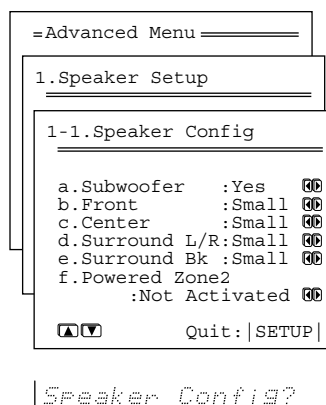 Advanced Menu
1.Speaker Setup
1-1.Speaker Config
a.Subwoofer :Yes
b.Front :Small
c.Center :Small
d.Surround L/R:Small
e.Surround Bk :Small
f.Powered Zone2
:Not Activated
Quit:|SETUP|
Speaker Config?